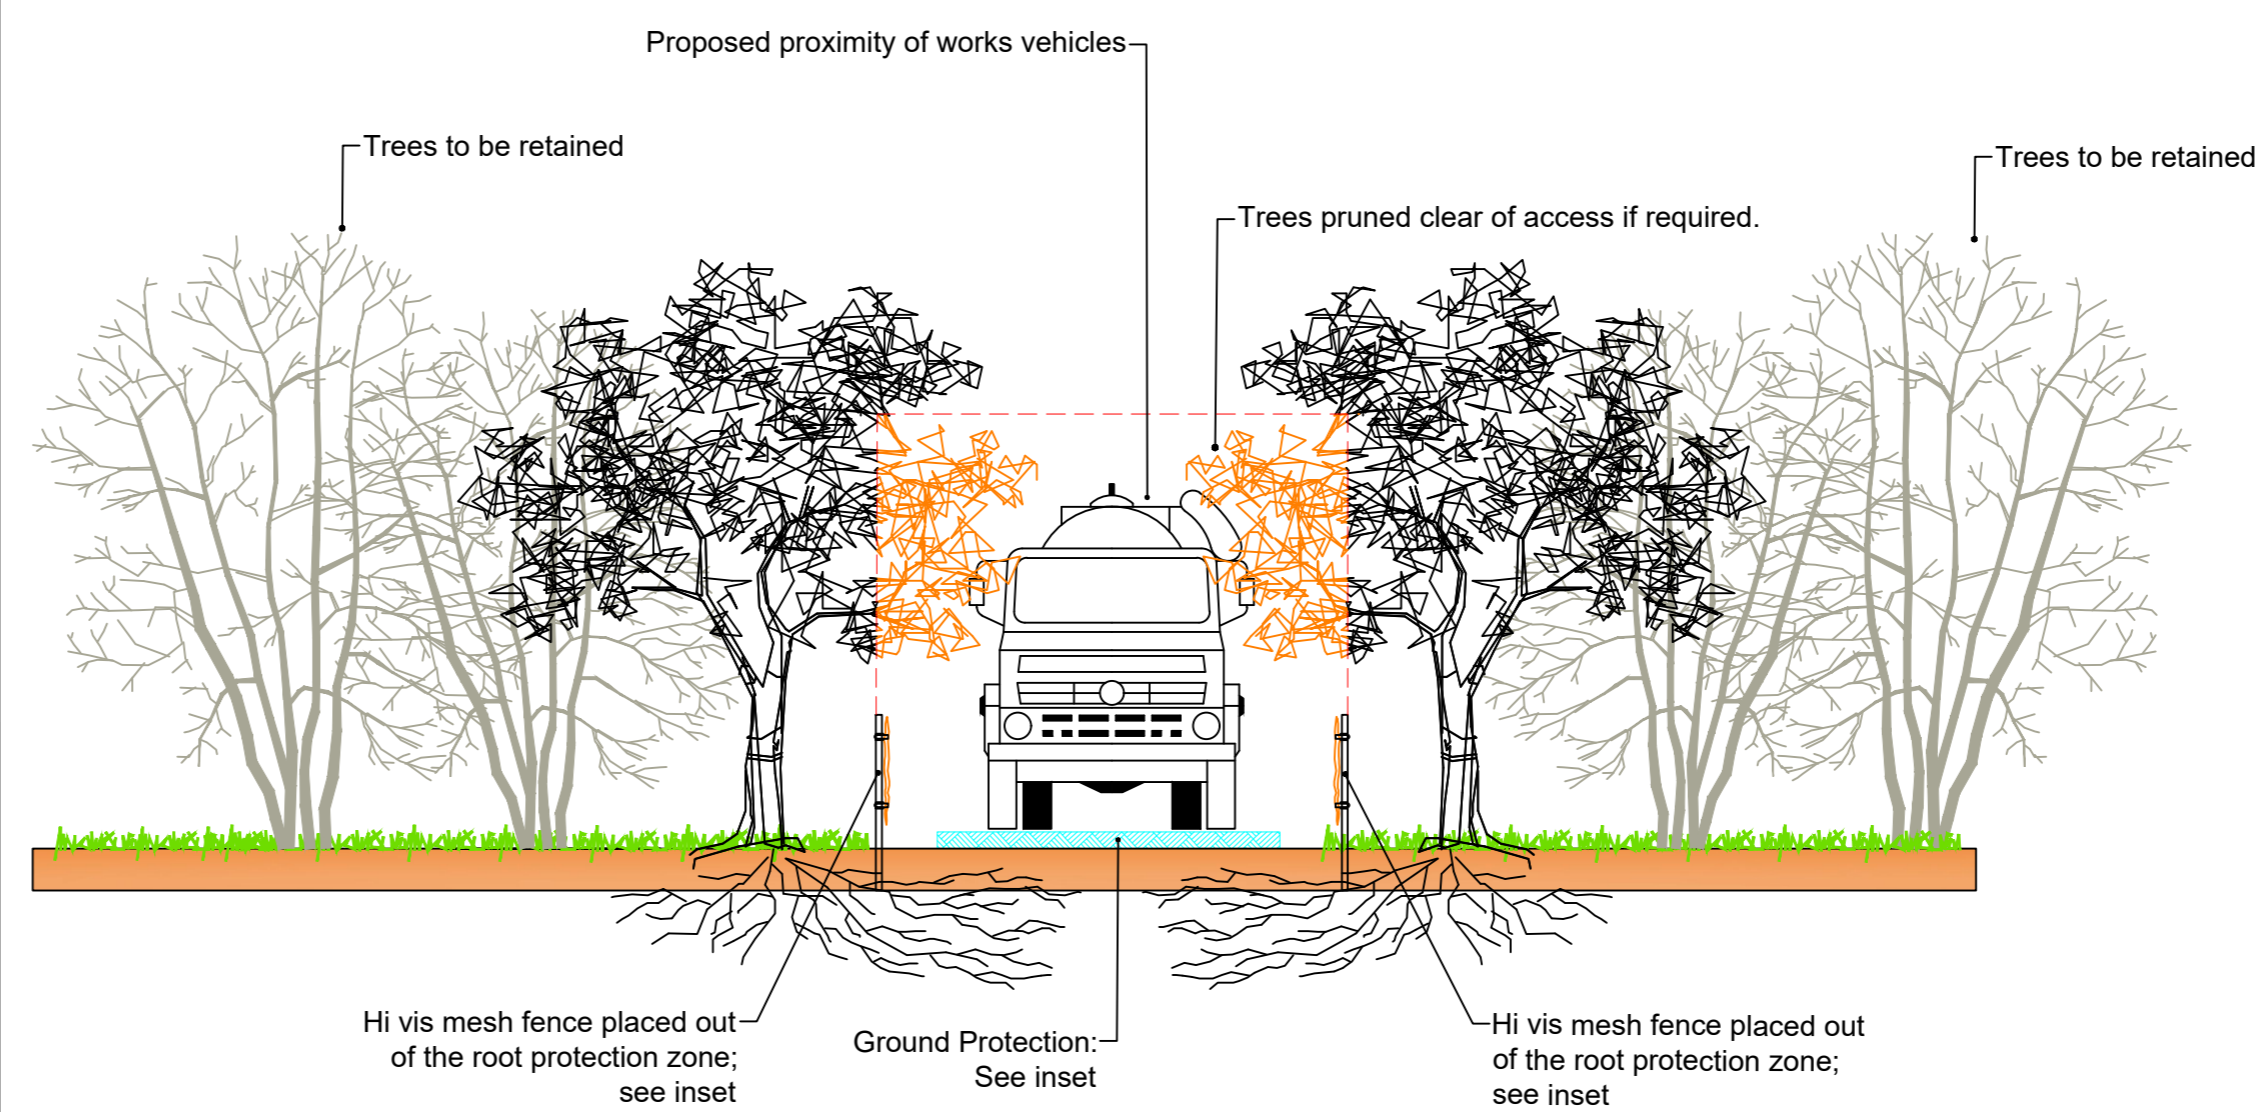 Proposed proximity of works vehicles
Trees to be retained
Trees to be retained
Trees pruned clear of access if required.
Hi vis mesh fence placed out
of the root protection zone;
see inset
Ground Protection:
See inset
Hi vis mesh fence placed out
of the root protection zone;
see inset